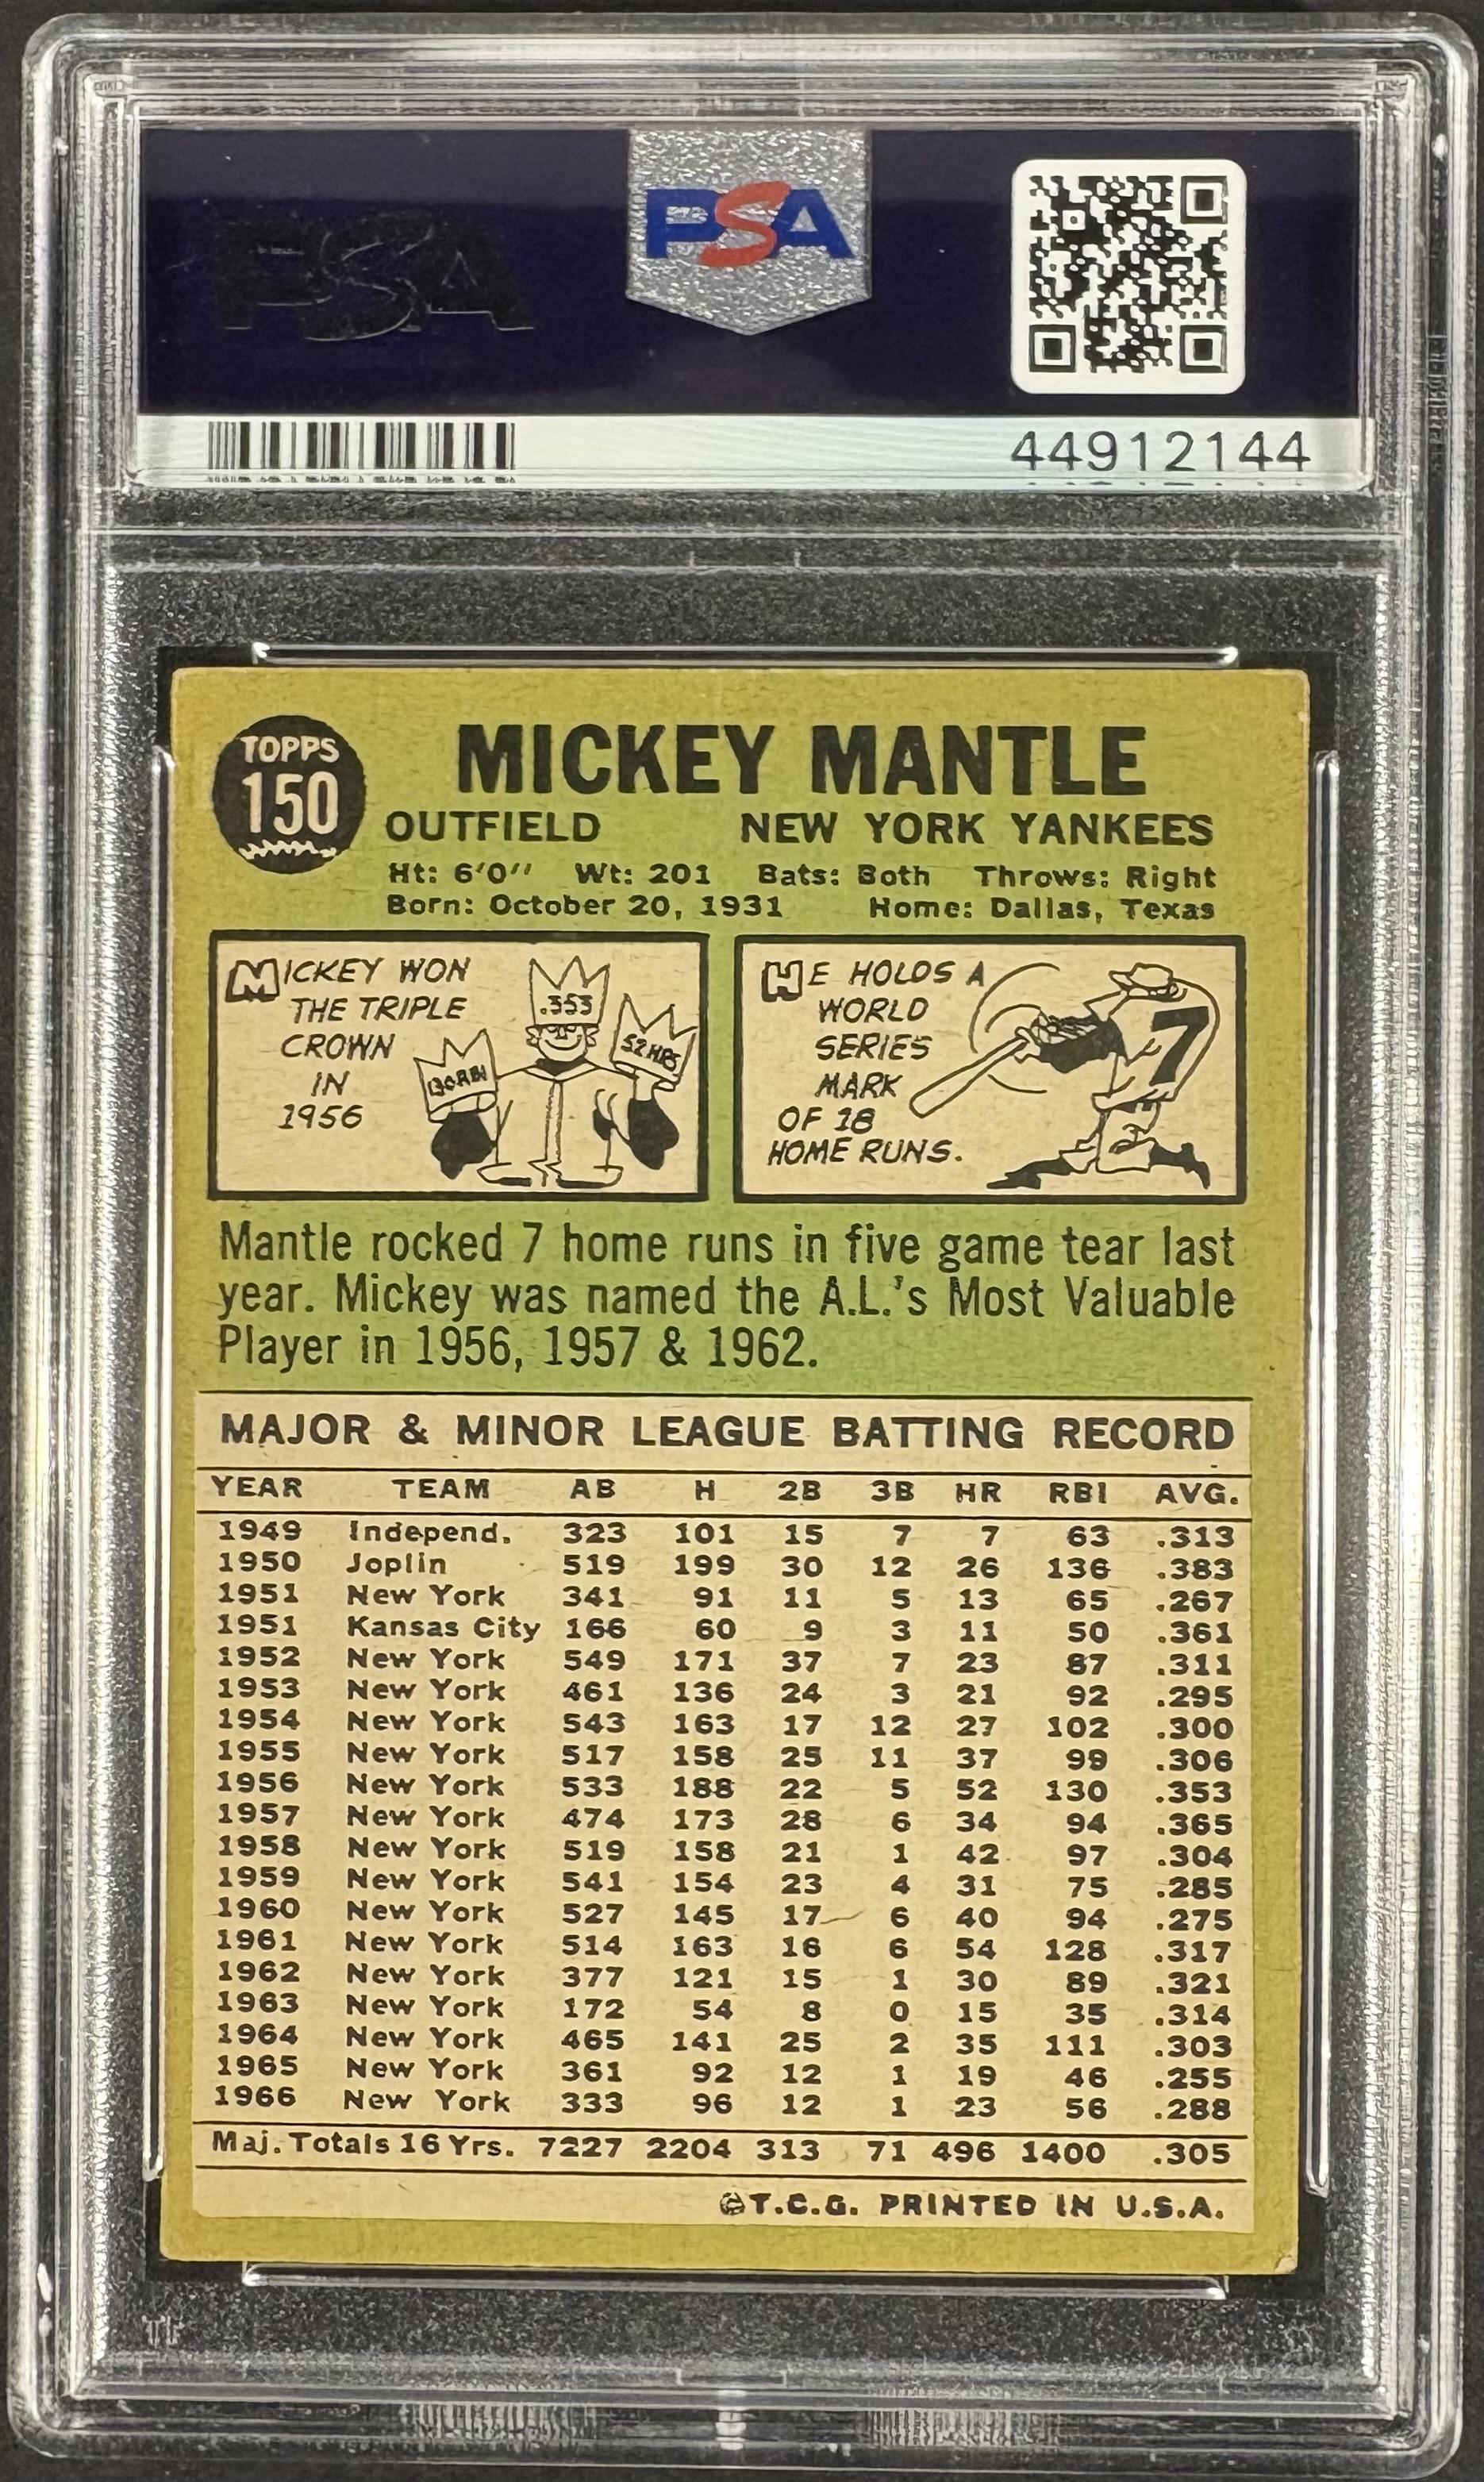 PSA
PSA
44912144
TOPPS
150
MICKEY MANTLE
OUTFIELD NEW YORK YANKEES
Ht: 6'0" Wt: 201 Bats: Both Throws: Right
Born: October 20, 1931 Home: Dallas, Texas
MICKEY WON
THE TRIPLE
CROWN
IN
1956
.353
130RBI
52HRS
HE HOLDS A
WORLD
SERIES
MARK
OF 18
HOME RUNS.
7
Mantle rocked 7 home runs in five game tear last
year. Mickey was named the A.L.'s Most Valuable
Player in 1956, 1957 & 1962.
MAJOR & MINOR LEAGUE BATTING RECORD
YEAR TEAM AB H 2B 3B HR RBI AVG.
1949 Independ. 323 101 15 7 7 63 .313
1950 Joplin 519 199 30 12 26 136 .383
1951 New York 341 91 11 5 13 65 .267
1951 Kansas City 166 60 9 3 11 50 .361
1952 New York 549 171 37 7 23 87 .311
1953 New York 461 136 24 3 21 92 .295
1954 New York 543 163 17 12 27 102 .300
1955 New York 517 158 25 11 37 99 .306
1956 New York 533 188 22 5 52 130 .353
1957 New York 474 173 28 6 34 94 .365
1958 New York 519 158 21 1 42 97 .304
1959 New York 541 154 23 4 31 75 .285
1960 New York 527 145 17 6 40 94 .275
1961 New York 514 163 16 6 54 128 .317
1962 New York 377 121 15 1 30 89 .321
1963 New York 172 54 8 0 15 35 .314
1964 New York 465 141 25 2 35 111 .303
1965 New York 361 92 12 1 19 46 .255
1966 New York 333 96 12 1 23 56 .288
Maj. Totals 16 Yrs. 7227 2204 313 71 496 1400 .305
©T.C.G. PRINTED IN U.S.A.